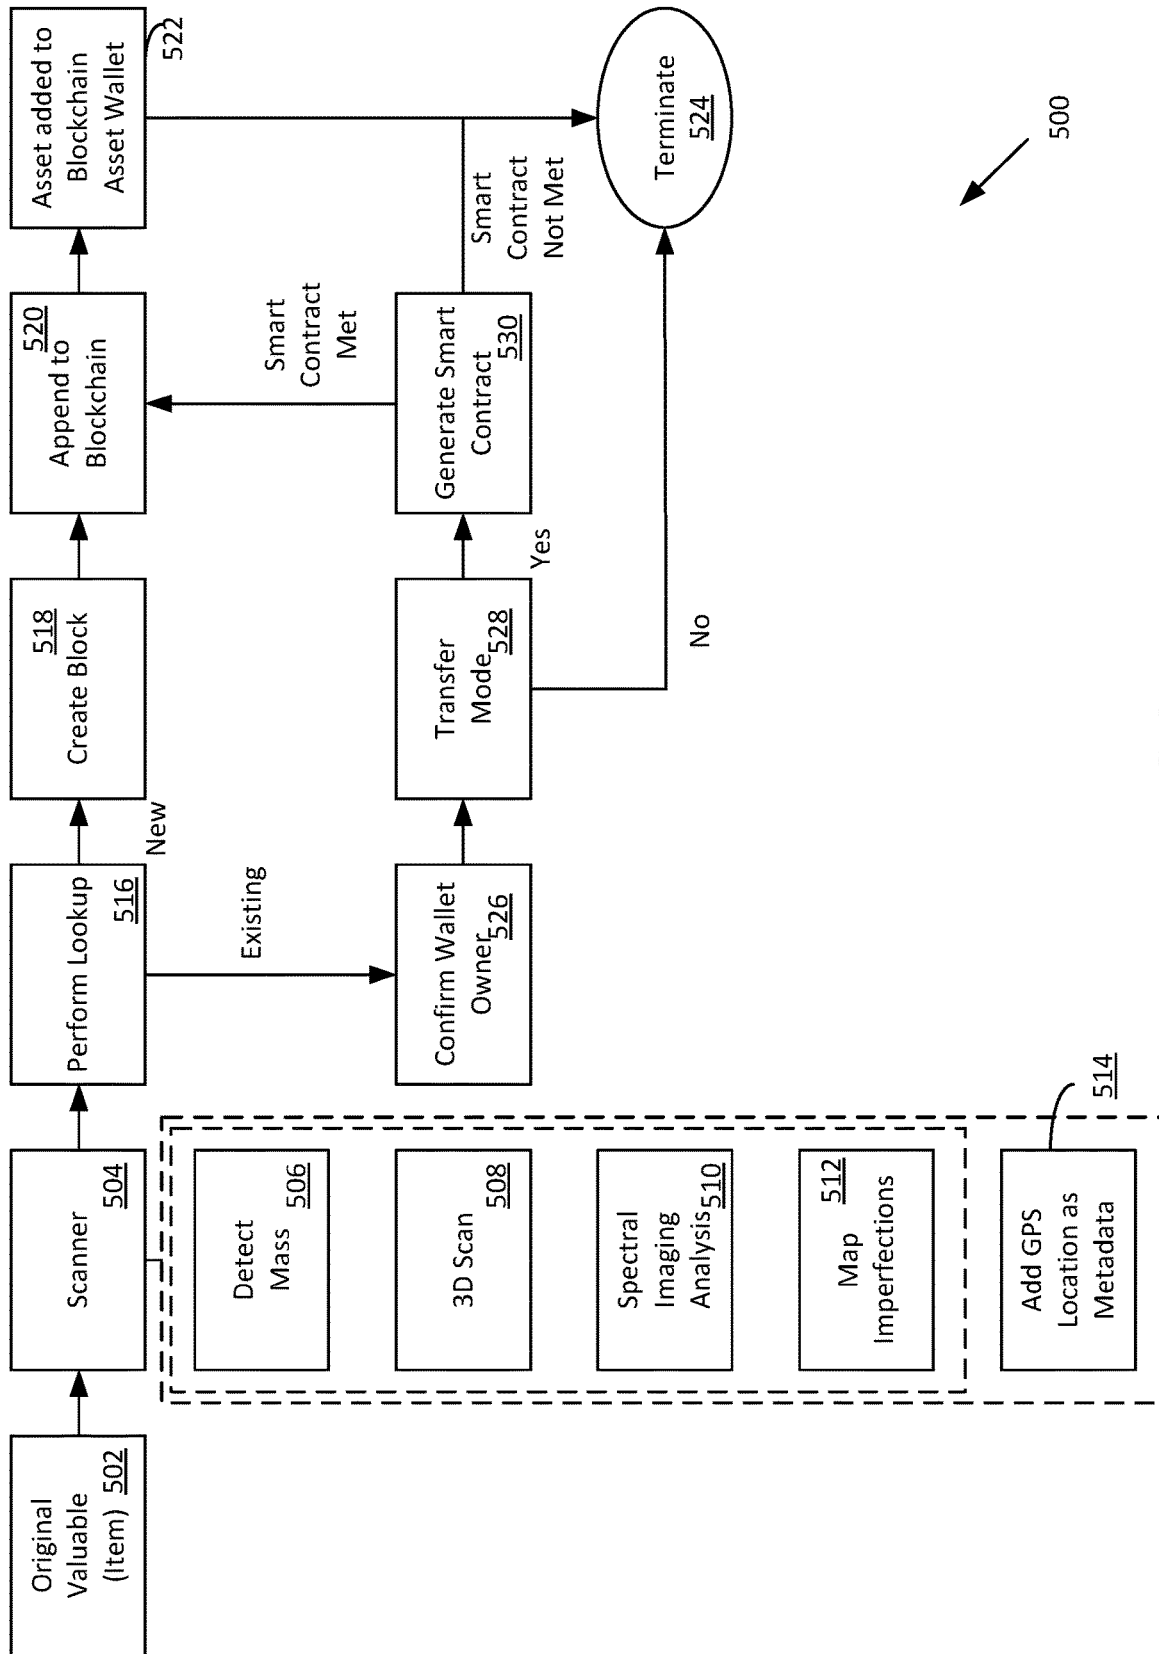 Original
Valuable
(Item) 502
Scanner
504
Perform Lookup
516
New
518
Create Block
520
Append to
Blockchain
Asset added to
Blockchain
Asset Wallet
522
Existing
Smart
Contract
Met
Detect
Mass
506
3D Scan
508
Spectral
Imaging
Analysis 510
512
Map
Imperfections
Add GPS
Location as
Metadata
514
Confirm Wallet
Owner 526
Transfer
Mode 528
Yes
Generate Smart
Contract
530
Smart
Contract
Not Met
No
Terminate
524
500